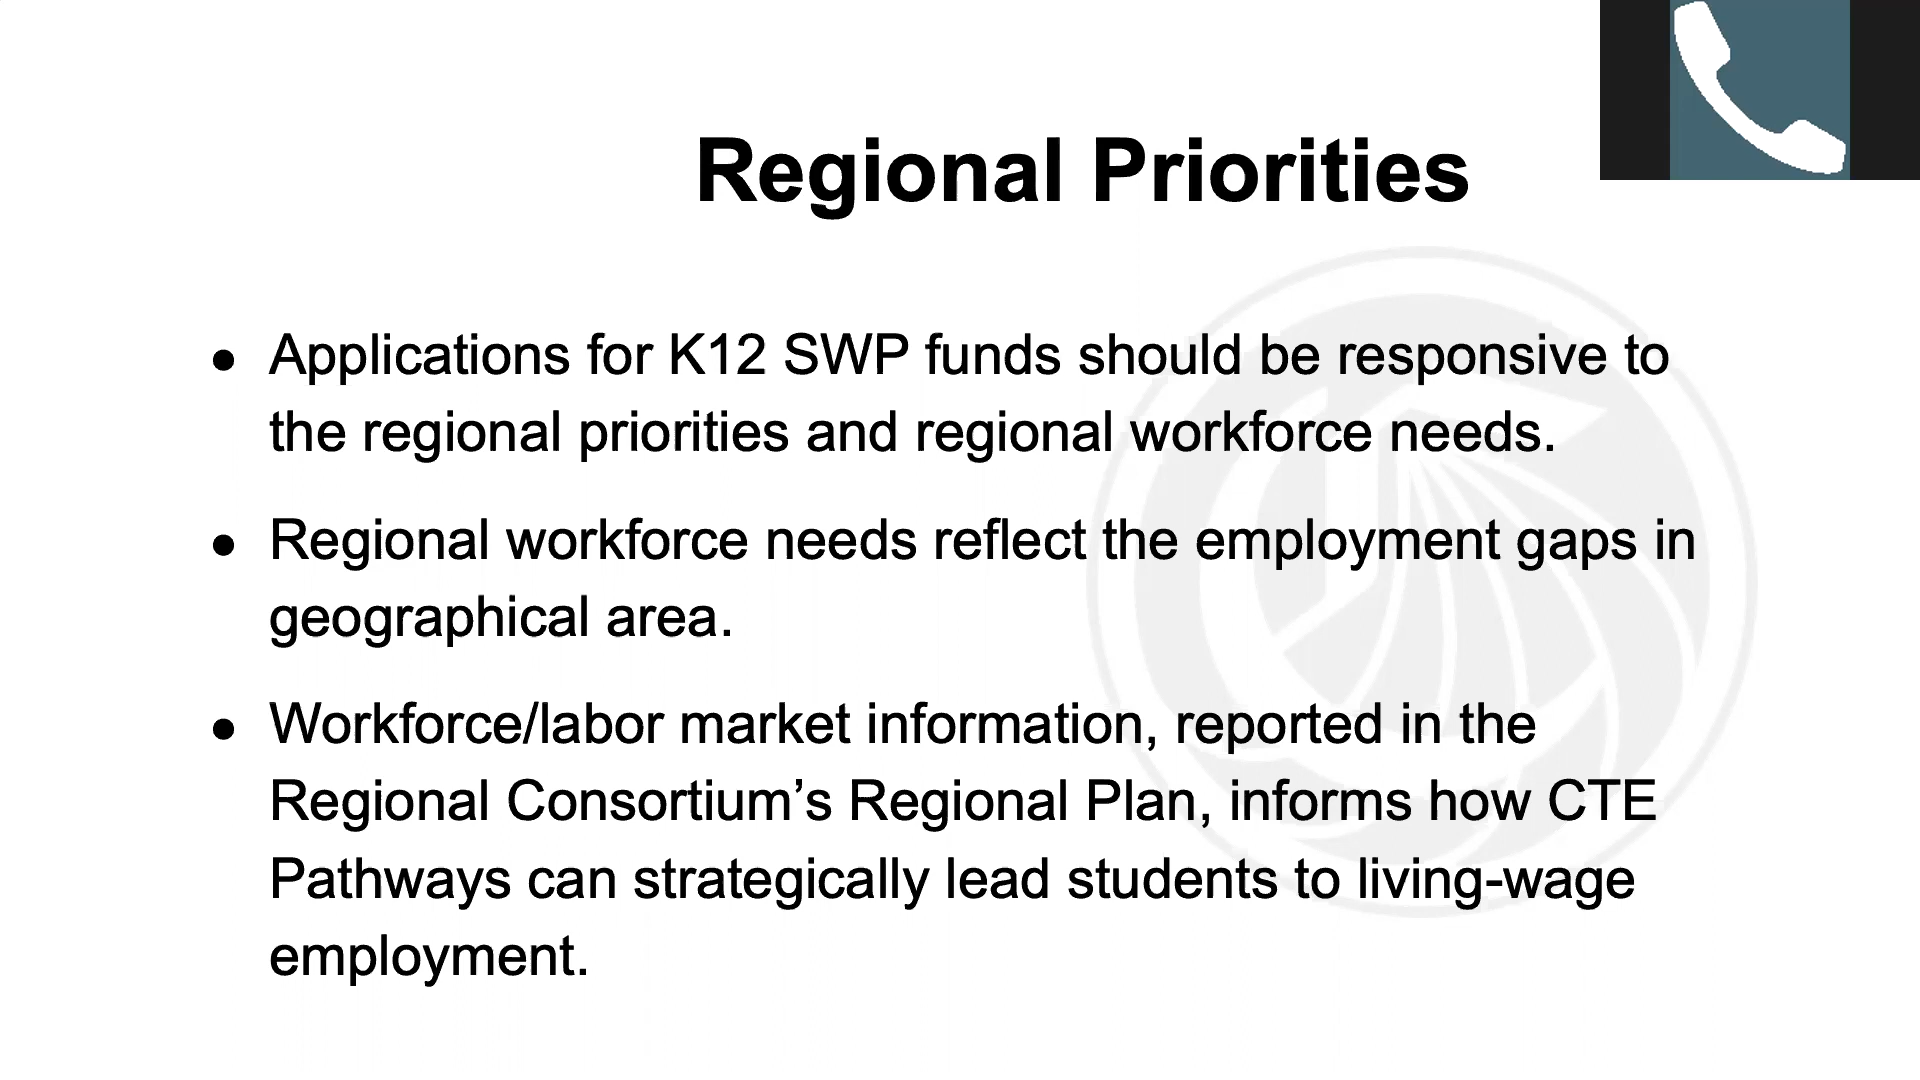 Regional Priorities
● Applications for K12 SWP funds should be responsive to
the regional priorities and regional workforce needs.
● Regional workforce needs reflect the employment gaps in
geographical area.
● Workforce/labor market information, reported in the
Regional Consortium’s Regional Plan, informs how CTE
Pathways can strategically lead students to living-wage
employment.